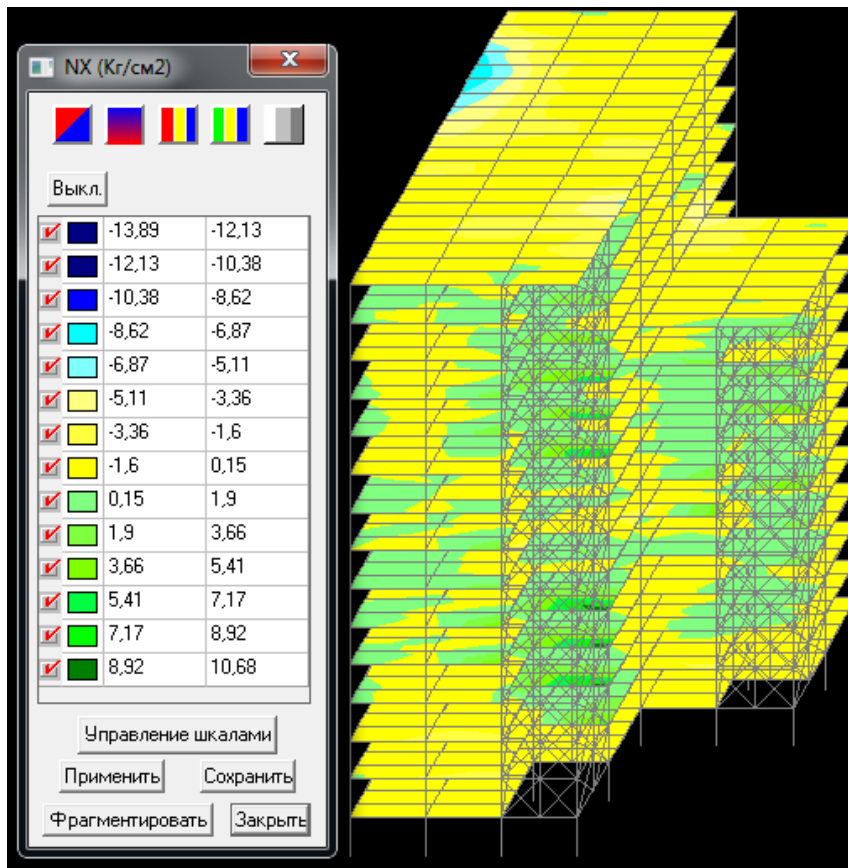 NX (Кг/см2)
Выкл.
-13,89 -12,13
-12,13 -10,38
-10,38 -8,62
-8,62 -6,87
-6,87 -5,11
-5,11 -3,36
-3,36 -1,6
-1,6 0,15
0,15 1,9
1,9 3,66
3,66 5,41
5,41 7,17
7,17 8,92
8,92 10,68
Управление шкалами
Применить Сохранить
Фрагментировать Закрыть